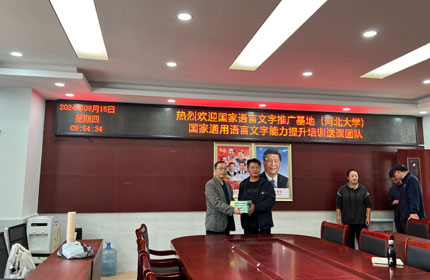 2024年08月15日
热烈欢迎国家语言文字推广基地（河北大学）
星期四
国家通用语言文字能力提升培训送课团队
09:54:34